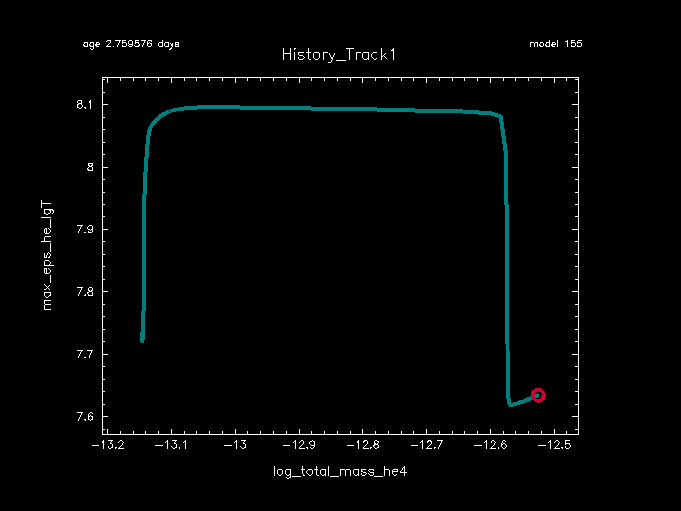 age 2.759576 days
model 155
History_Track1
max_eps_he_lgT
8.1
8
7.9
7.8
7.7
7.6
−13.2 −13.1 −13 −12.9 −12.8 −12.7 −12.6 −12.5
log_total_mass_he4